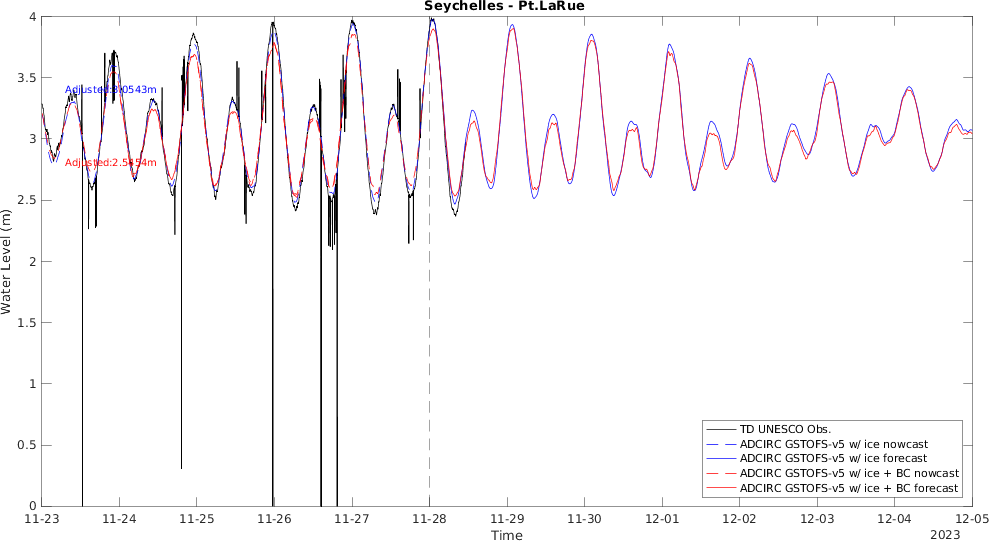 Seychelles - Pt.LaRue
4
3.5
3
2.5
2
1.5
1
0.5
0
Water Level (m)
Adjusted:3.0543m
TD UNESCO Obs.
ADCIRC GSTOFS-v5 w/ ice nowcast
ADCIRC GSTOFS-v5 w/ ice forecast
ADCIRC GSTOFS-v5 w/ ice + BC nowcast
ADCIRC GSTOFS-v5 w/ ice + BC forecast
11-23 11-24 11-25 11-26 11-27 11-28 11-29 11-30 12-01 12-02 12-03 12-04 12-05
Time
2023